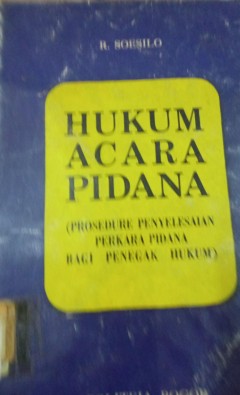 R. SOESILO
HUKUM
ACARA
PIDANA
(PROSEDURE PENYELESAIAN
PERKARA PIDANA
BAGI PENEGAK HUKUM)